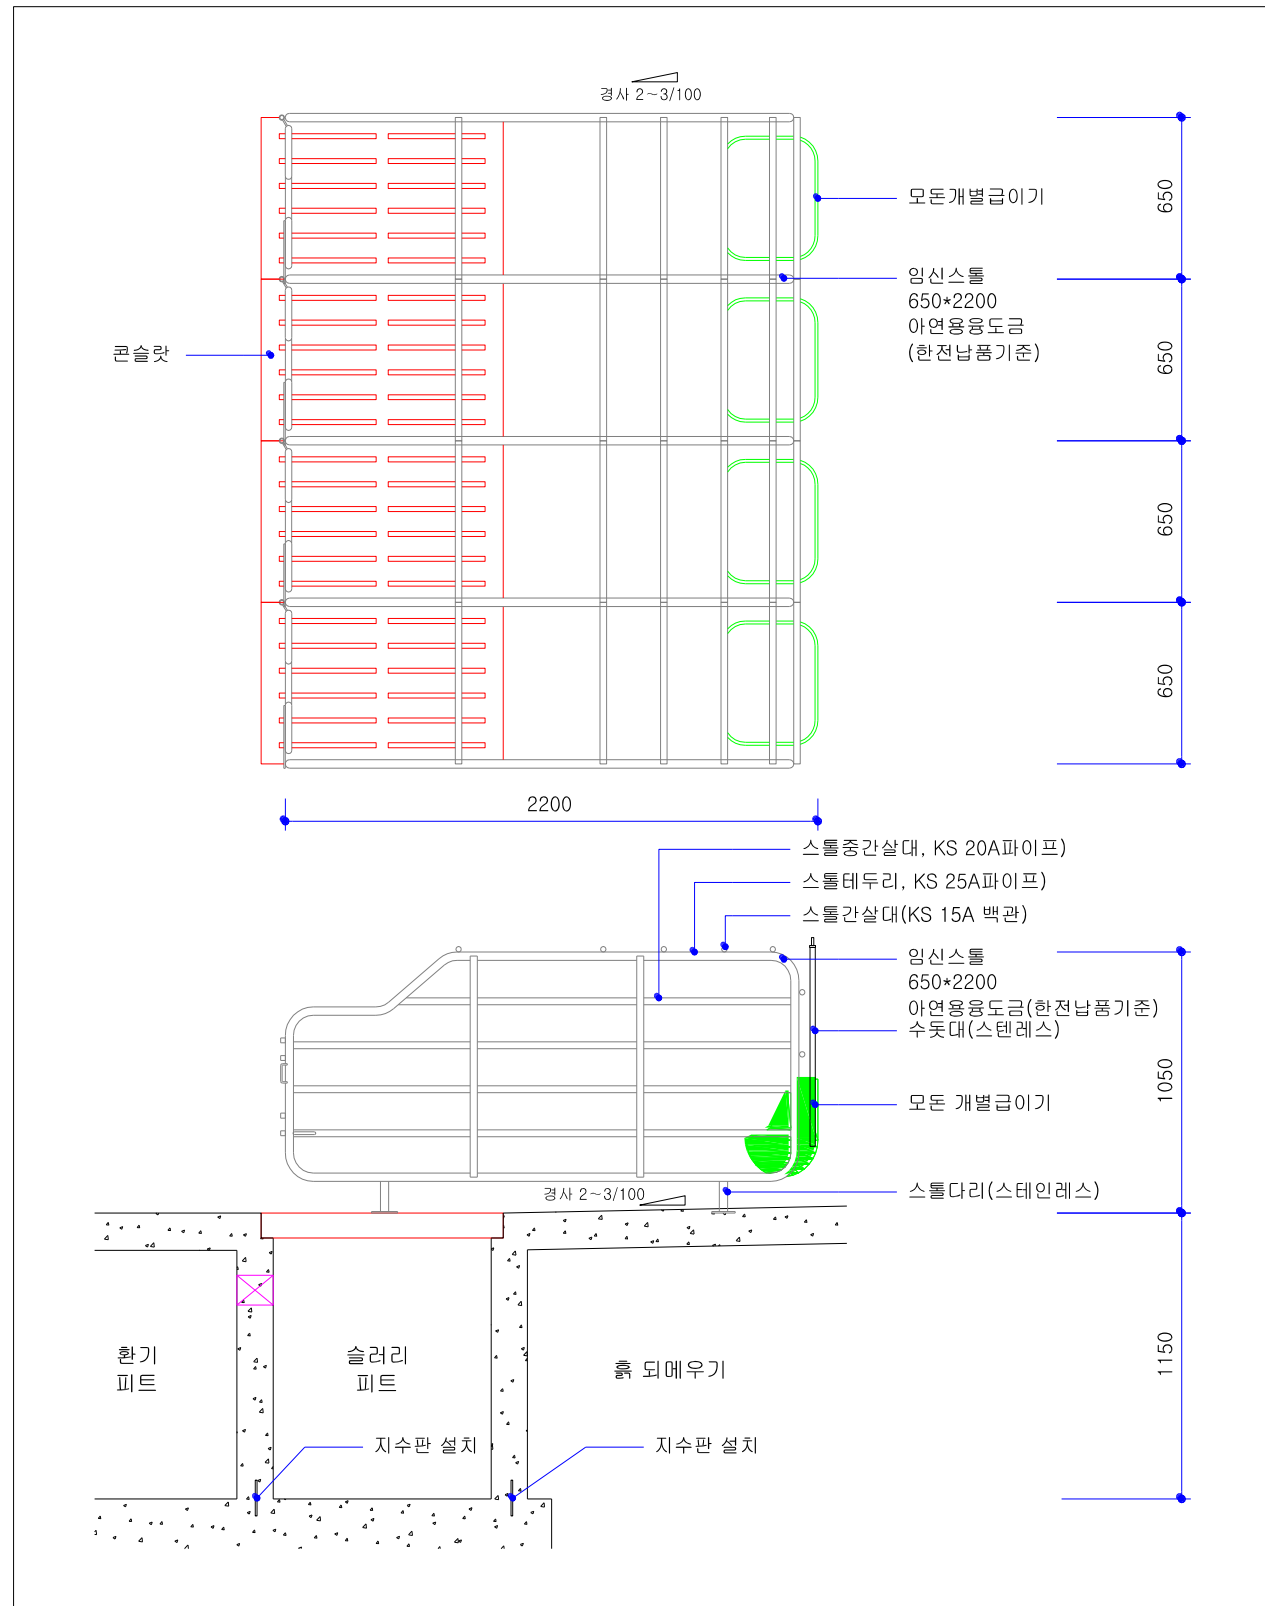 경사 2~3/100
650
모돈개별급이기
임신스톨
650*2200
아연용융도금
(한전납품기준)
콘슬랏
650
650
650
2200
스톨중간살대, KS 20A파이프)
스톨테두리, KS 25A파이프)
스톨간살대(KS 15A 백관)
임신스톨
650*2200
아연용융도금(한전납품기준)
수돗대(스텐레스)
1050
모돈 개별급이기
스톨다리(스테인레스)
경사 2~3/100
1150
환기
피트
슬러리
피트
흙 되메우기
지수판 설치
지수판 설치